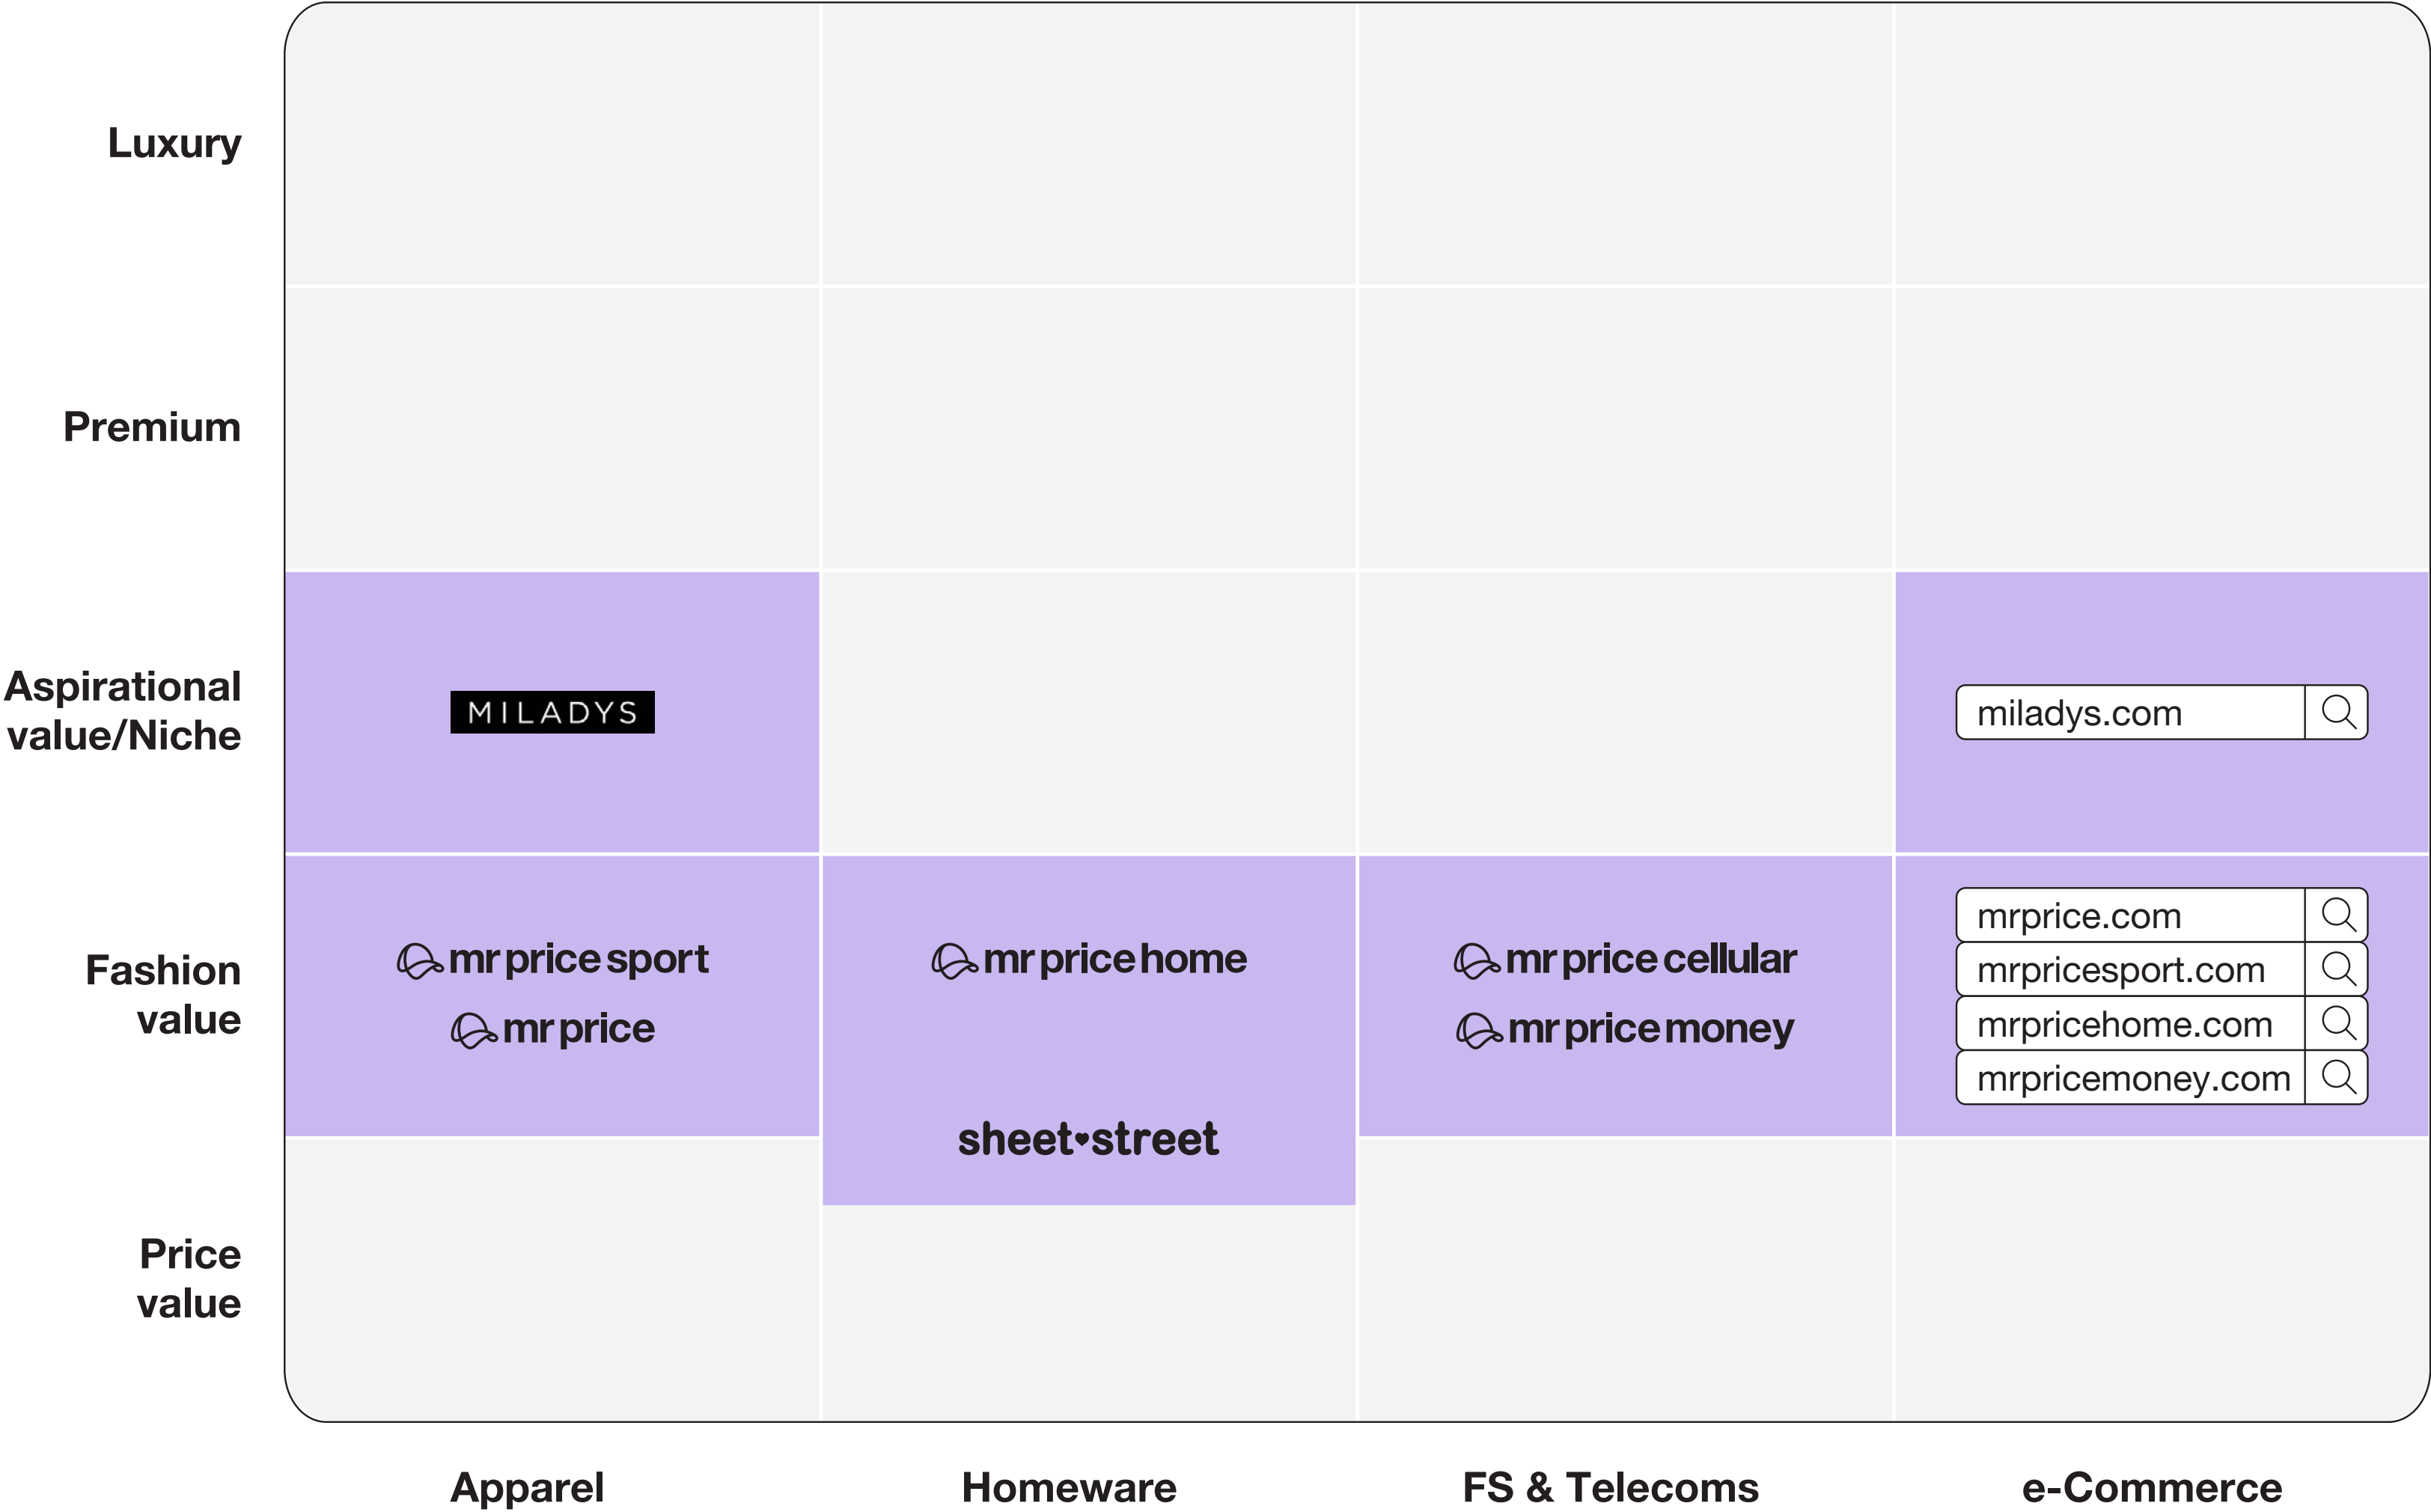 Luxury
Premium
Aspirational
value/Niche
MILADYS
miladys.com
Fashion
value
mr price sport
mr price
mr price home
sheet street
mr price cellular
mr price money
mrprice.com
mrpricesport.com
mrpricehome.com
mrpricemoney.com
Price
value
Apparel
Homeware
FS & Telecoms
e-Commerce